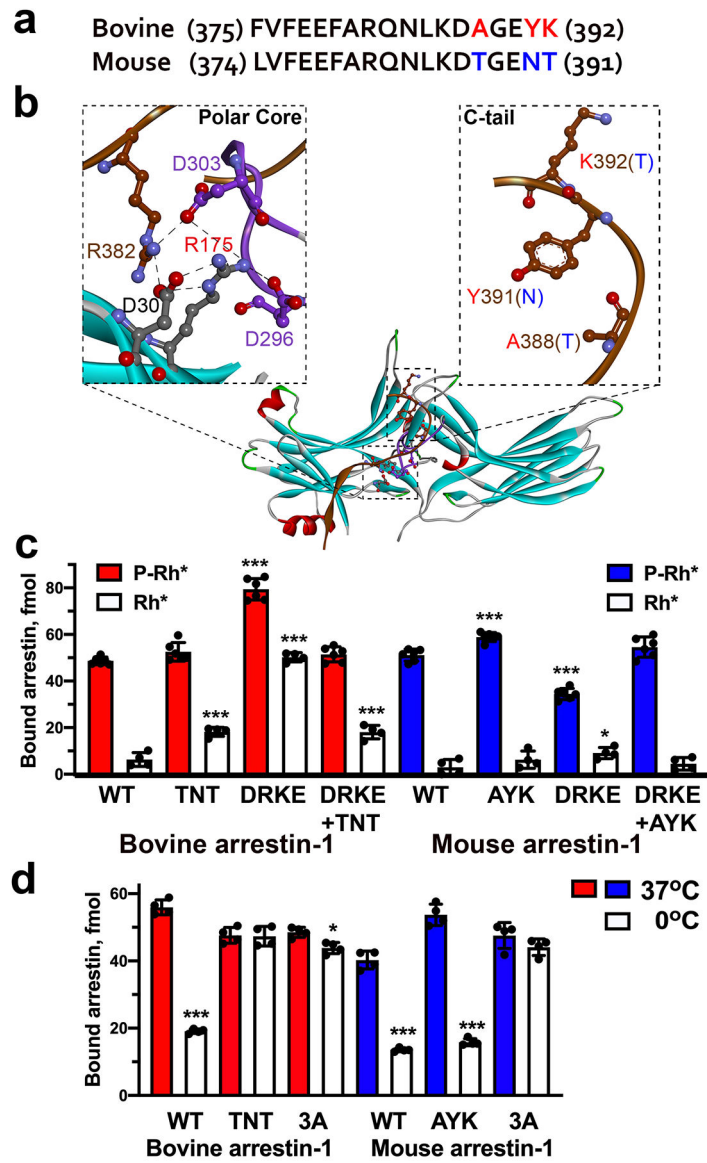 a
Bovine (375) FVFEEFARQNLKDAGEYK (392)
Mouse (374) LVFEEFARQNLKDTGENT (391)
b
Polar Core
D303
R382
R175
D30
D296
C-tail
K392(T)
Y391(N)
A388(T)
c
Bound arrestin, fmol
80
60
40
20
0
P-Rh*
Rh*
P-Rh*
Rh*
***
***
***
***
***
***
*
WT TNT DRKE DRKE WT AYK DRKE DRKE
+TNT +AYK
Bovine arrestin-1 Mouse arrestin-1
d
Bound arrestin, fmol
60
40
20
0
37°C
0°C
***
*
***
***
WT TNT 3A WT AYK 3A
Bovine arrestin-1 Mouse arrestin-1